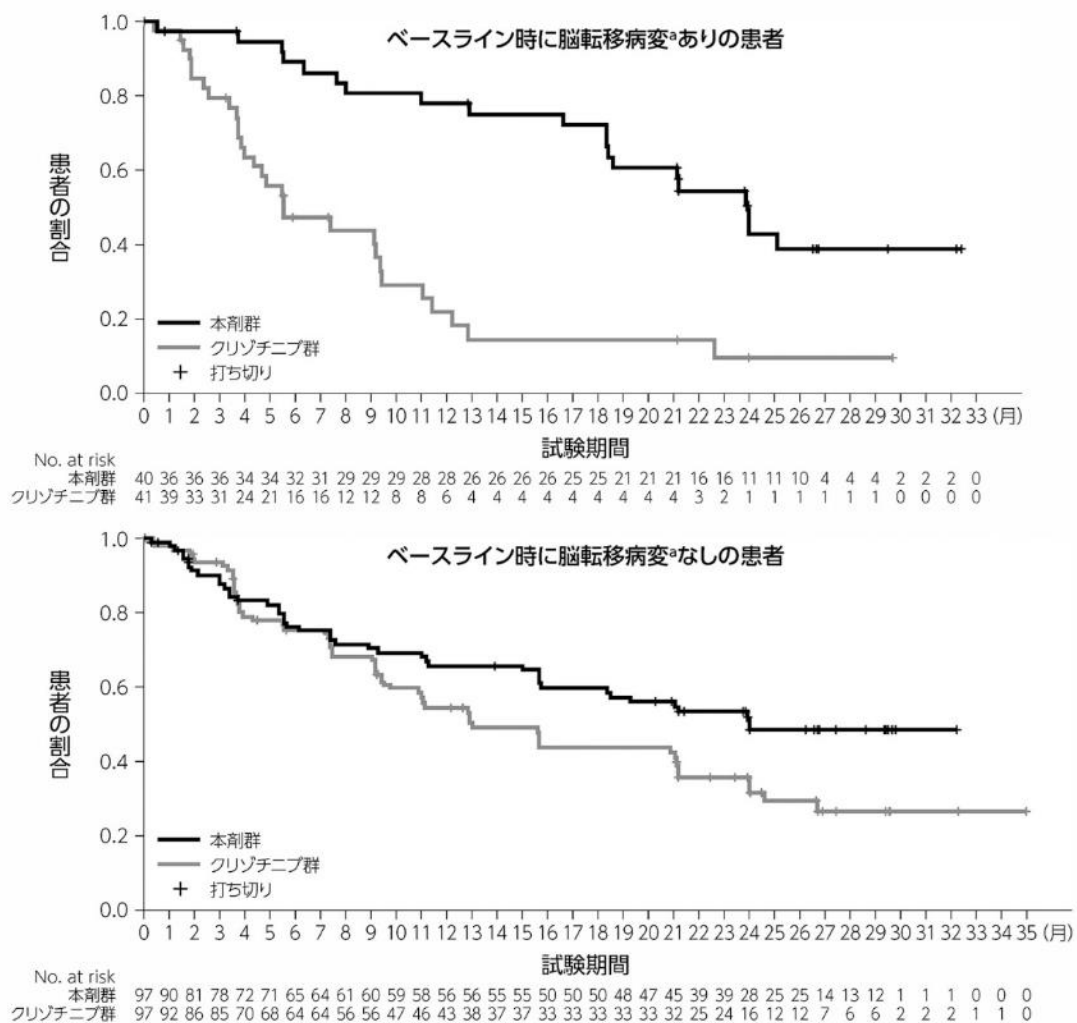 ベースライン時に脳転移病変ᵃありの患者
1.0
0.8
0.6
0.4
0.2
0.0
患者の割合
本剤群
クリゾチニブ群
打ち切り
0 1 2 3 4 5 6 7 8 9 10 11 12 13 14 15 16 17 18 19 20 21 22 23 24 25 26 27 28 29 30 31 32 33 (月)
試験期間
No. at risk
本剤群 40 36 36 36 34 34 32 31 29 29 29 28 28 26 26 26 26 25 25 21 21 21 16 16 11 11 10 4 4 4 2 2 2 0
クリゾチニブ群 41 39 33 31 24 21 16 16 12 12 8 8 6 4 4 4 4 4 4 4 4 4 3 2 1 1 1 1 1 1 0 0 0 0
ベースライン時に脳転移病変ᵃなしの患者
1.0
0.8
0.6
0.4
0.2
0.0
患者の割合
本剤群
クリゾチニブ群
打ち切り
0 1 2 3 4 5 6 7 8 9 10 11 12 13 14 15 16 17 18 19 20 21 22 23 24 25 26 27 28 29 30 31 32 33 34 35 (月)
試験期間
No. at risk
本剤群 97 90 81 78 72 71 65 64 61 60 59 58 56 56 55 55 50 50 50 48 47 45 39 39 28 25 25 14 13 12 1 1 1 0 0 0
クリゾチニブ群 97 92 86 85 70 68 64 64 56 56 47 46 43 38 37 37 33 33 33 33 33 32 25 24 16 12 12 7 6 6 2 2 2 1 1 0